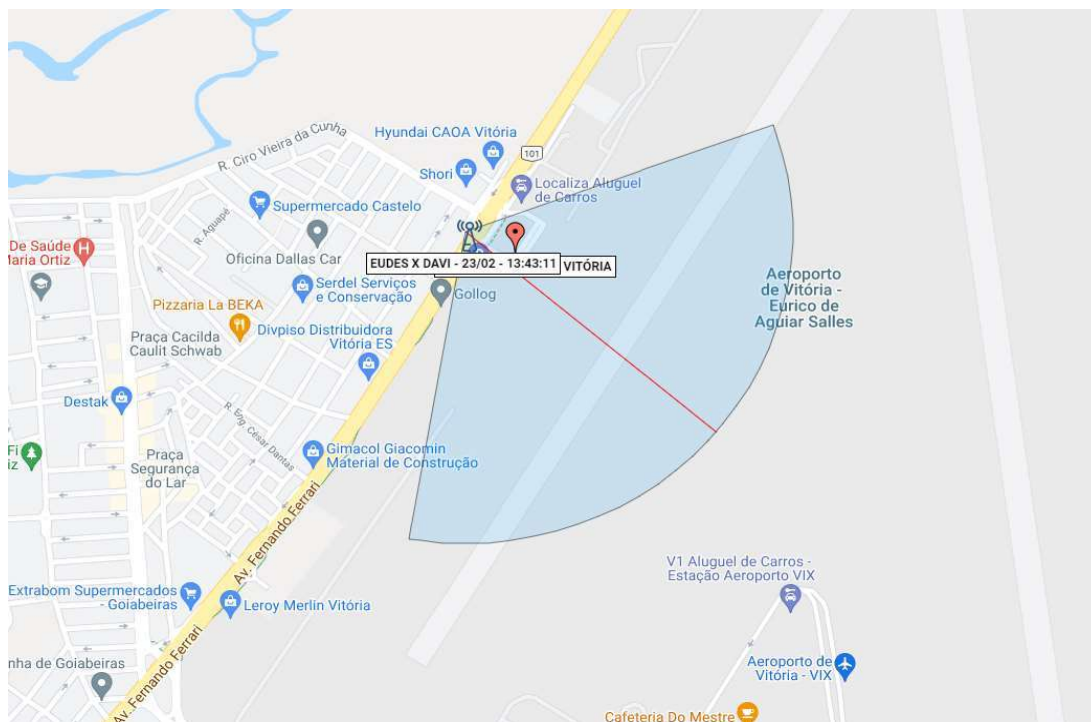 Hyundai CAOA Vitória
R. Ciro Vieira da Cunha
101
Shori
Localiza Aluguel
de Carros
R. Aguapé
Supermercado Castelo
De Saúde
Maria Ortiz
Oficina Dallas Car
EUDES X DAVI - 23/02 - 13:43:11
VITÓRIA
Serdel Serviços
e Conservação
Gollog
Aeroporto
de Vitória -
Eurico de
Aguiar Salles
Pizzaria La BEKA
Praça Cacilda
Caulit Schwab
Divpiso Distribuidora
Vitória ES
Destak
R. Eng. César Dantas
Gimacol Giacomin
Material de Construção
Praça
Segurança
do Lar
Fi
iz
Av. Fernando Ferrari
V1 Aluguel de Carros -
Estação Aeroporto VIX
Extrabom Supermercados
- Goiabeiras
Leroy Merlin Vitória
nha de Goiabeiras
Aeroporto de
Vitória - VIX
Av. Fernando Ferrari
Cafeteria Do Mestre